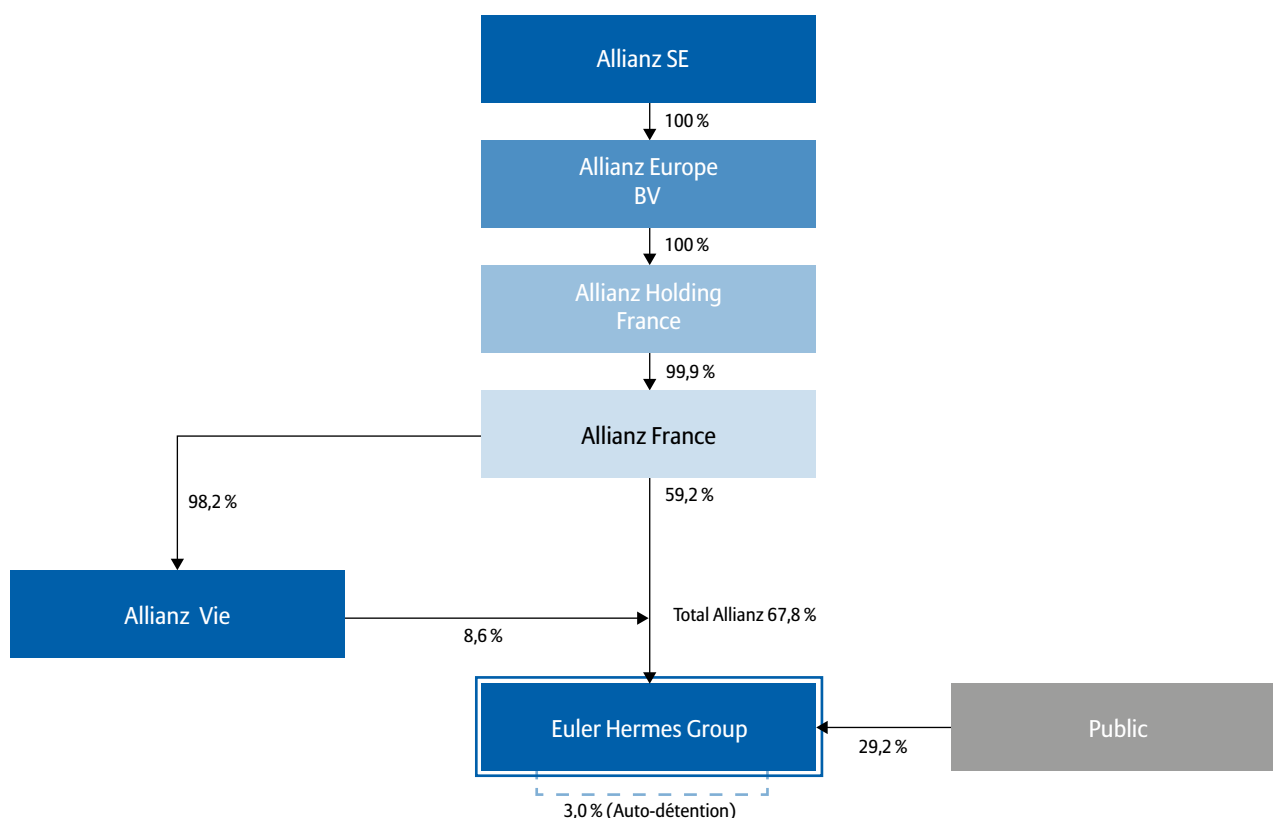 Allianz SE
100 %
Allianz Europe
BV
100 %
Allianz Holding
France
99,9 %
Allianz France
98,2 %
59,2 %
Allianz Vie
8,6 %
Total Allianz 67,8 %
Euler Hermes Group
29,2 %
Public
3,0 % (Auto-détention)